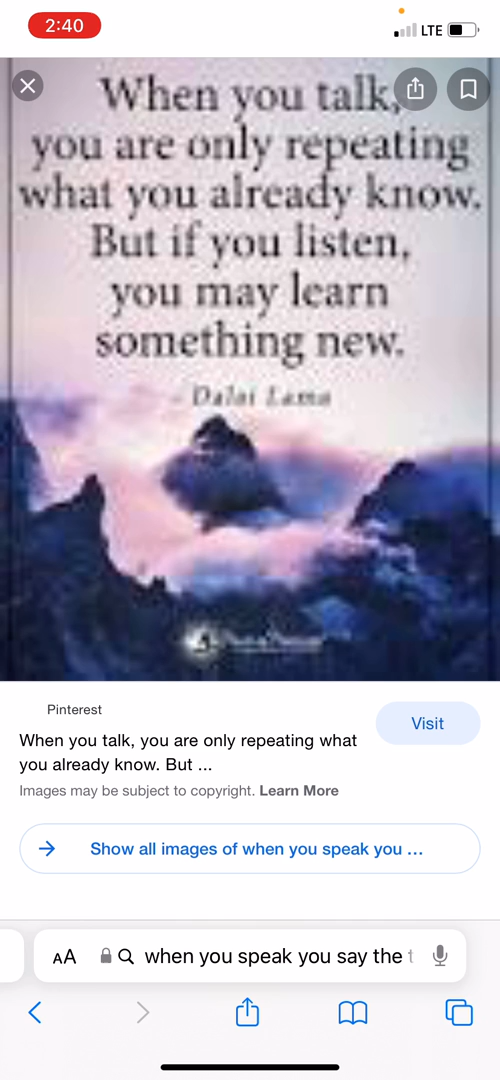 2:40
LTE
When you talk,
you are only repeating
what you already know.
But if you listen,
you may learn
something new.
- Dalai Lama
Pinterest
Visit
When you talk, you are only repeating what
you already know. But ...
Images may be subject to copyright. Learn More
Show all images of when you speak you ...
AA when you speak you say the t